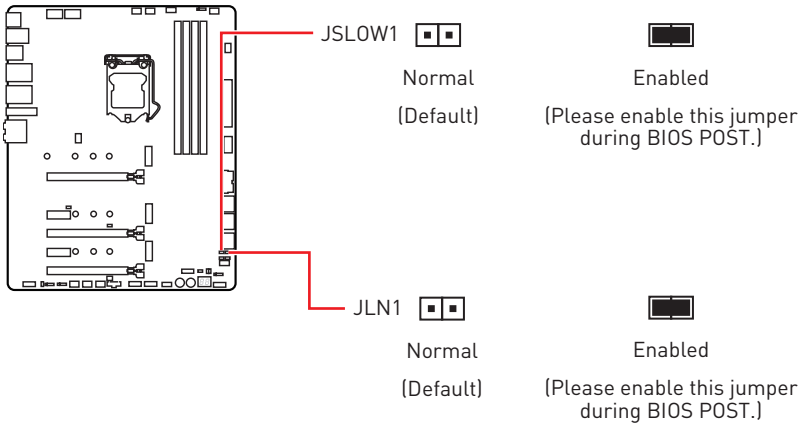 JSLOW1
Normal
Enabled
(Default)
(Please enable this jumper
during BIOS POST.)
JLN1
Normal
Enabled
(Default)
(Please enable this jumper
during BIOS POST.)